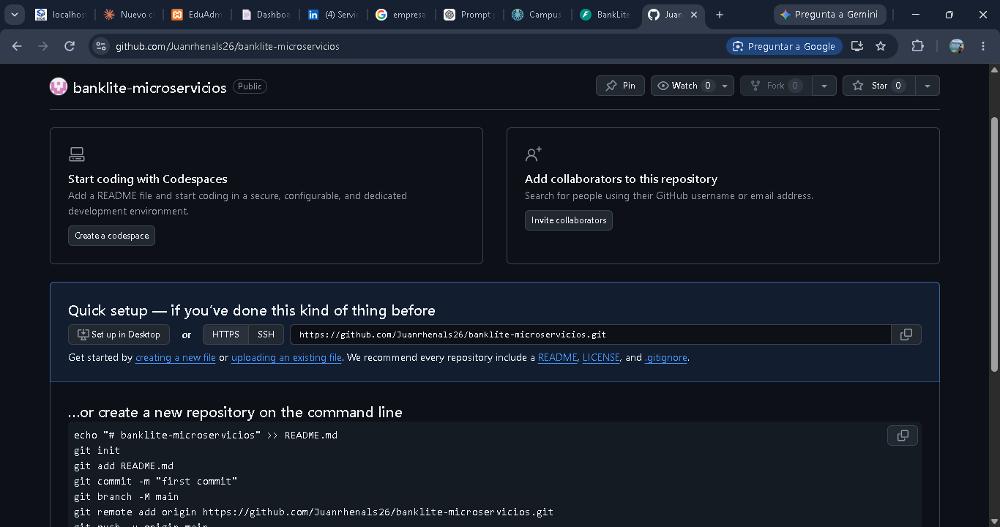 localhos
Nuevo c
EduAdm
Dashboa
(4) Servic
empresa
Prompt p
Campus
BankLite
Juan
Pregunta a Gemini
github.com/Juanrhenals26/banklite-microservicios
Preguntar a Google
banklite-microservicios Public
Pin
Watch 0
Fork 0
Star 0
Start coding with Codespaces
Add a README file and start coding in a secure, configurable, and dedicated
development environment.
Create a codespace
Add collaborators to this repository
Search for people using their GitHub username or email address.
Invite collaborators
Quick setup — if you've done this kind of thing before
Set up in Desktop or HTTPS SSH https://github.com/Juanrhenals26/banklite-microservicios.git
Get started by creating a new file or uploading an existing file. We recommend every repository include a README, LICENSE, and .gitignore.
...or create a new repository on the command line
echo "# banklite-microservicios" >> README.md
git init
git add README.md
git commit -m "first commit"
git branch -M main
git remote add origin https://github.com/Juanrhenals26/banklite-microservicios.git
git push -u origin main